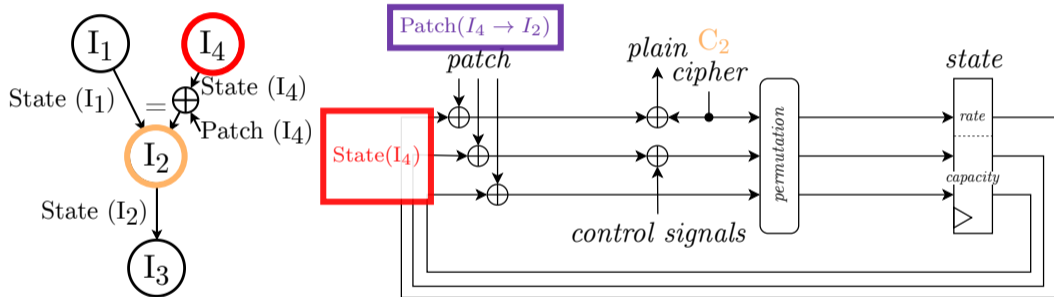 I₁
I₄
State (I₁)
State (I₄)
=
Patch (I₄)
I₂
State (I₂)
I₃
Patch(I₄ → I₂)
patch
plain C₂
cipher
state
State(I₄)
permutation
rate
capacity
control signals